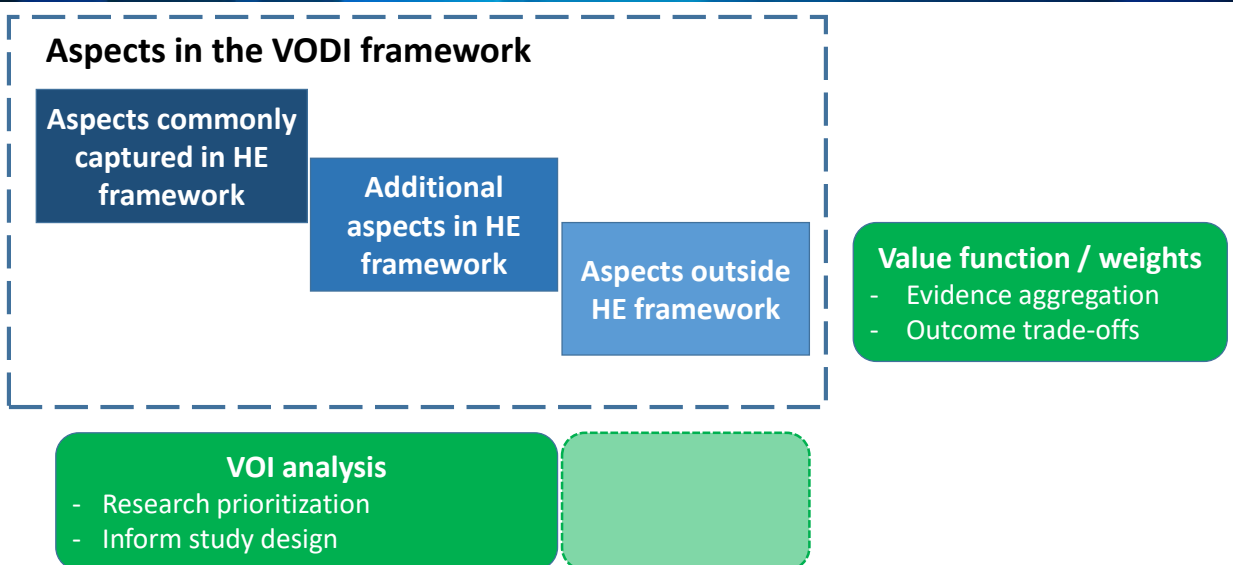 Aspects in the VODI framework
Aspects commonly
captured in HE
framework
Additional
aspects in HE
framework
Aspects outside
HE framework
Value function / weights
- Evidence aggregation
- Outcome trade-offs
VOI analysis
- Research prioritization
- Inform study design